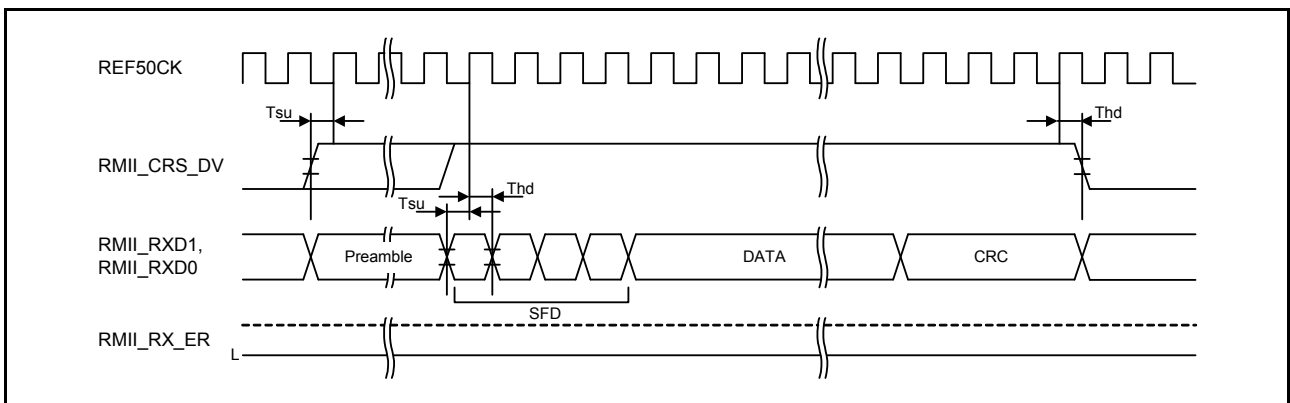 REF50CK
Tsu
Thd
RMII_CRS_DV
Thd
Tsu
RMII_RXD1,
RMII_RXD0
Preamble
DATA
CRC
SFD
RMII_RX_ER
L